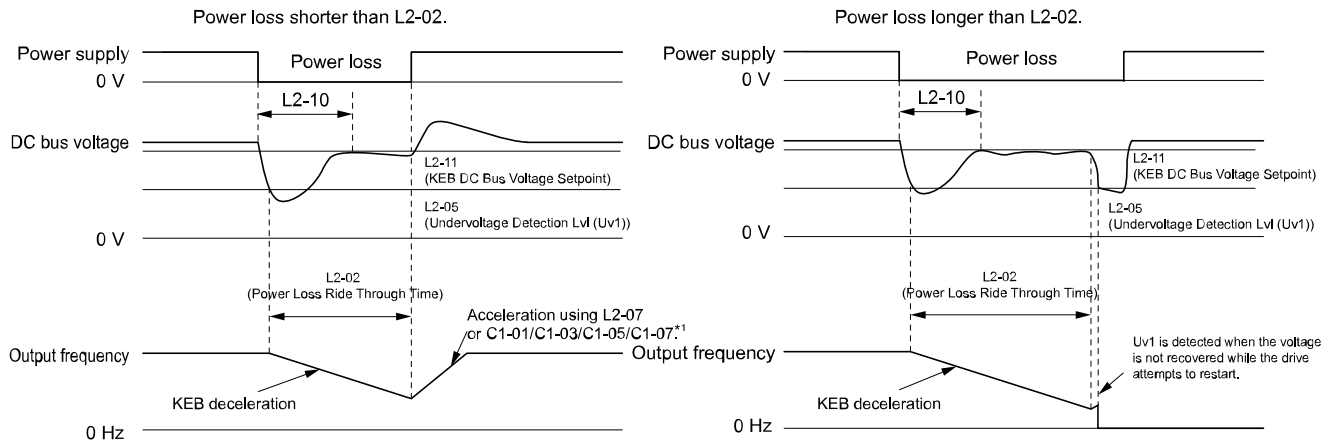 Power loss shorter than L2-02.
Power supply
Power loss
0 V
L2-10
DC bus voltage
L2-11
(KEB DC Bus Voltage Setpoint)
L2-05
(Undervoltage Detection Lvl (Uv1))
0 V
L2-02
(Power Loss Ride Through Time)
Acceleration using L2-07
or C1-01/C1-03/C1-05/C1-07*1
Output frequency
KEB deceleration
0 Hz
Power loss longer than L2-02.
Power supply
Power loss
0 V
L2-10
DC bus voltage
L2-11
(KEB DC Bus Voltage Setpoint)
L2-05
(Undervoltage Detection Lvl (Uv1))
0 V
L2-02
(Power Loss Ride Through Time)
Output frequency
Uv1 is detected when the voltage
is not recovered while the drive
attempts to restart.
KEB deceleration
0 Hz